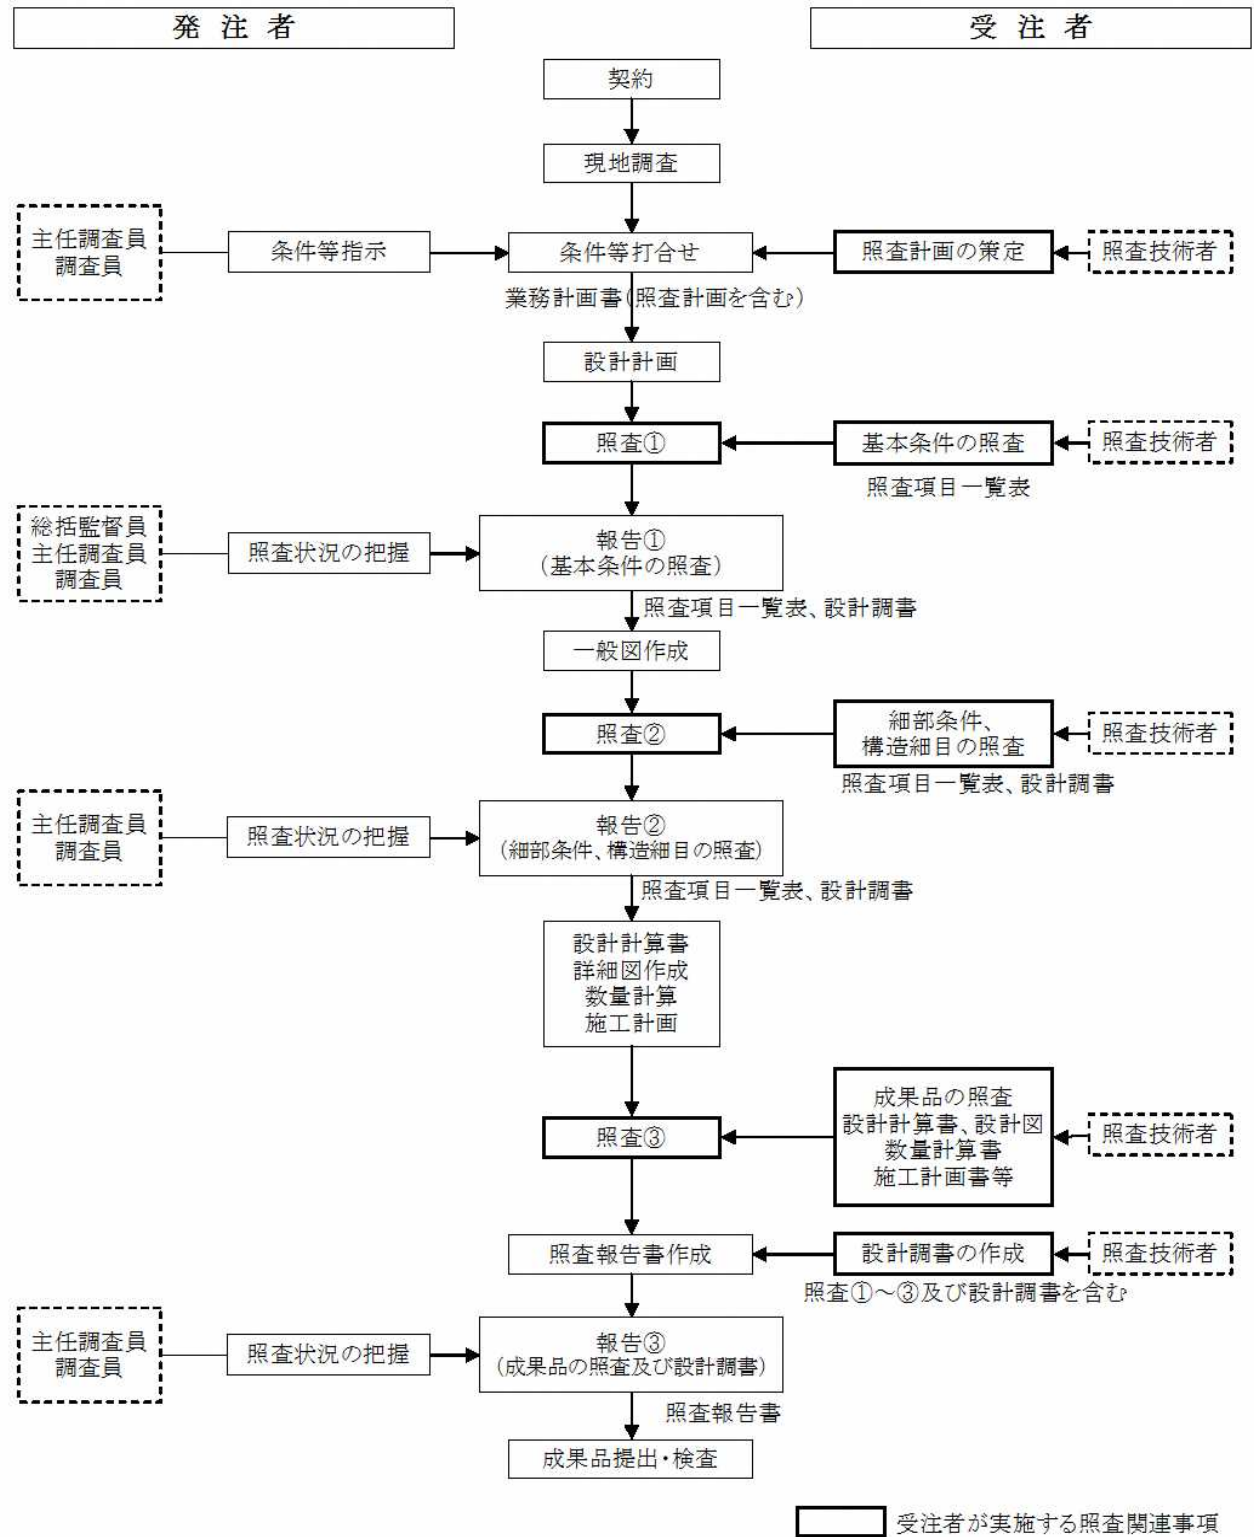 発 注 者
受 注 者
契約
現地調査
主任調査員
調査員
条件等指示
条件等打合せ
照査計画の策定
照査技術者
業務計画書(照査計画を含む)
設計計画
照査①
基本条件の照査
照査技術者
照査項目一覧表
総括監督員
主任調査員
調査員
照査状況の把握
報告①
(基本条件の照査)
照査項目一覧表、設計調書
一般図作成
照査②
細部条件、
構造細目の照査
照査技術者
照査項目一覧表、設計調書
主任調査員
調査員
照査状況の把握
報告②
(細部条件、構造細目の照査)
照査項目一覧表、設計調書
設計計算書
詳細図作成
数量計算
施工計画
照査③
成果品の照査
設計計算書、設計図
数量計算書
施工計画書等
照査技術者
照査報告書作成
設計調書の作成
照査技術者
照査①~③及び設計調書を含む
主任調査員
調査員
照査状況の把握
報告③
(成果品の照査及び設計調書)
照査報告書
成果品提出・検査
受注者が実施する照査関連事項